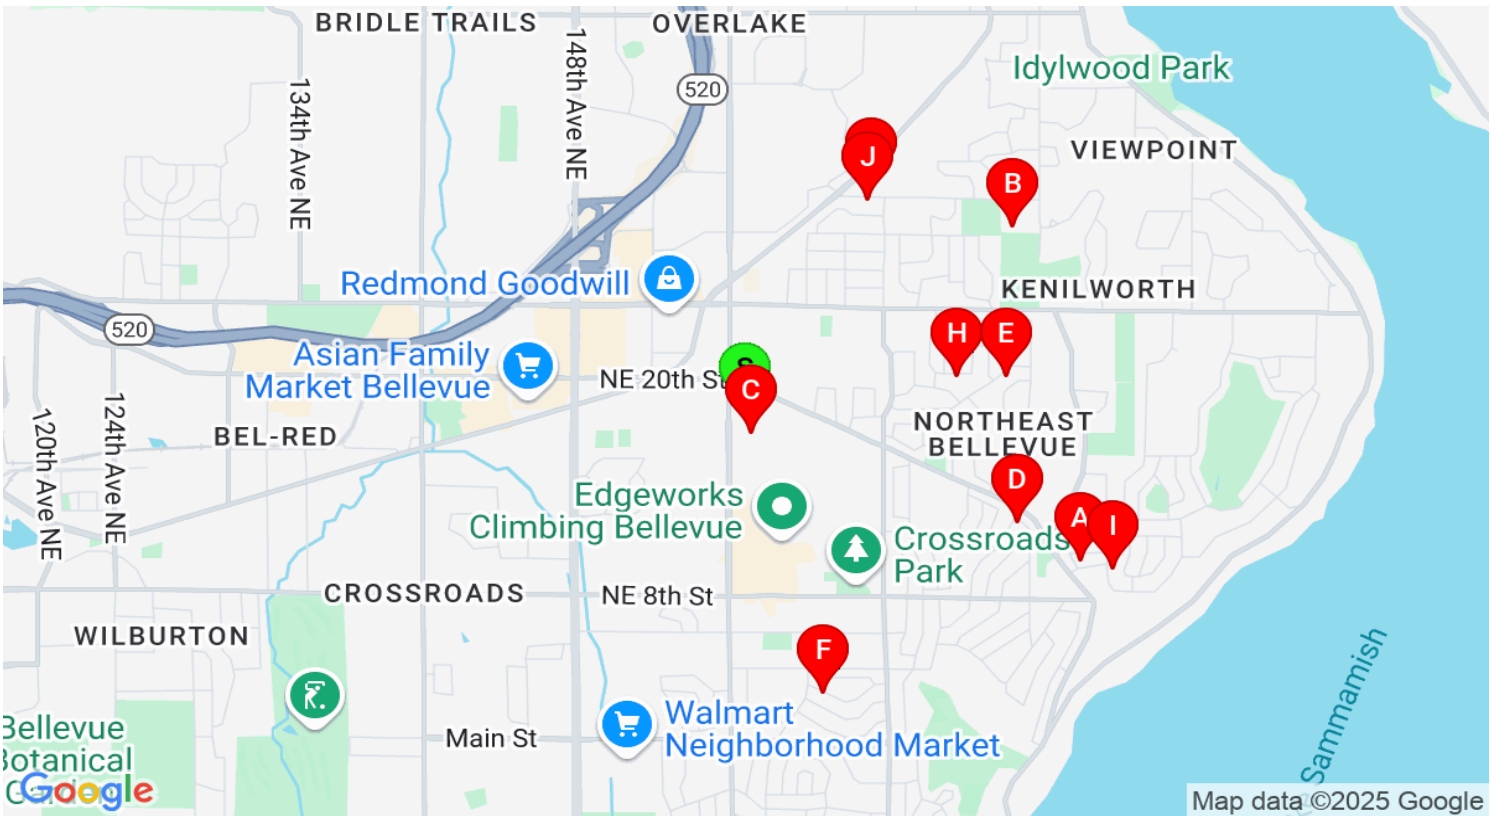 BRIDLE TRAILS
OVERLAKE
148th Ave NE
520
Idylwood Park
134th Ave NE
VIEWPOINT
J
B
Redmond Goodwill
KENILWORTH
520
H
E
Asian Family
Market Bellevue
S
NE 20th St
C
120th Ave NE
124th Ave NE
BEL-RED
NORTHEAST
BELLEVUE
D
Edgeworks
Climbing Bellevue
A
I
Crossroads
Park
CROSSROADS
NE 8th St
WILBURTON
F
Bellevue
Botanical
Garden
Walmart
Neighborhood Market
Main St
Sammamish
Google
Map data ©2025 Google